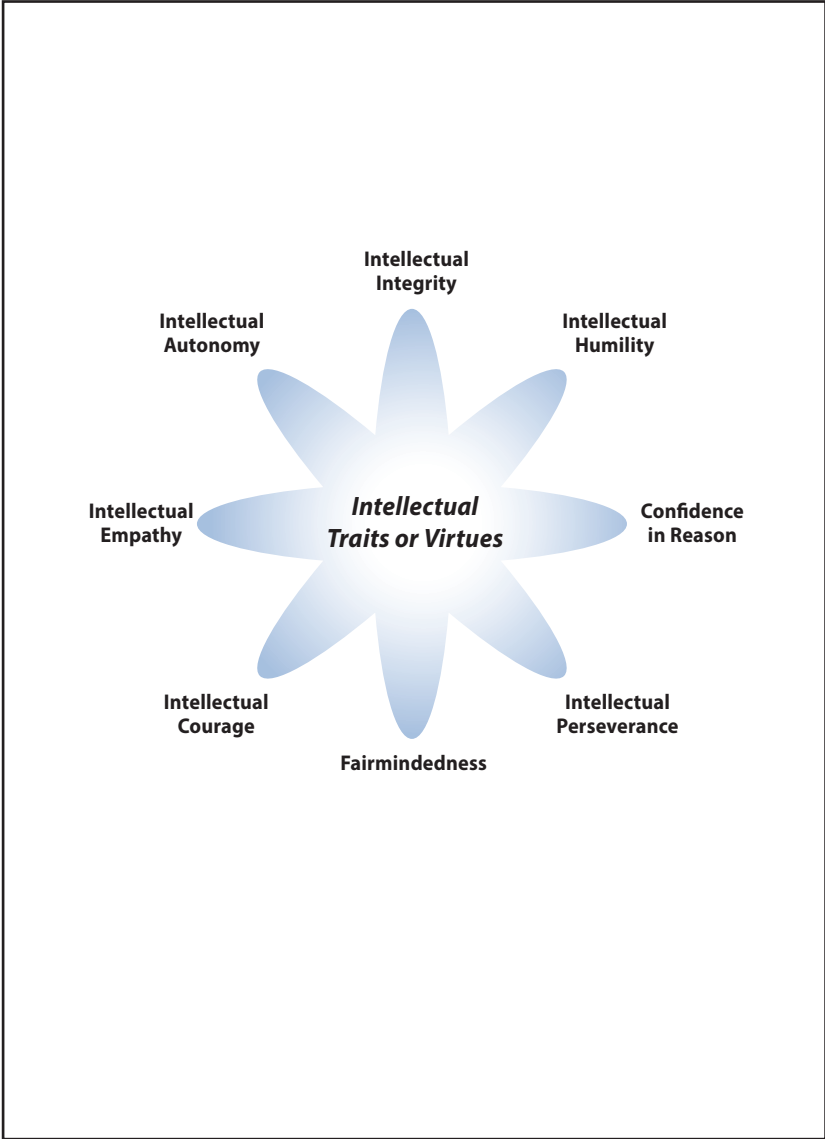 Intellectual
Integrity
Intellectual
Autonomy
Intellectual
Humility
Intellectual
Empathy
Intellectual
Traits or Virtues
Confidence
in Reason
Intellectual
Courage
Intellectual
Perseverance
Fairmindedness